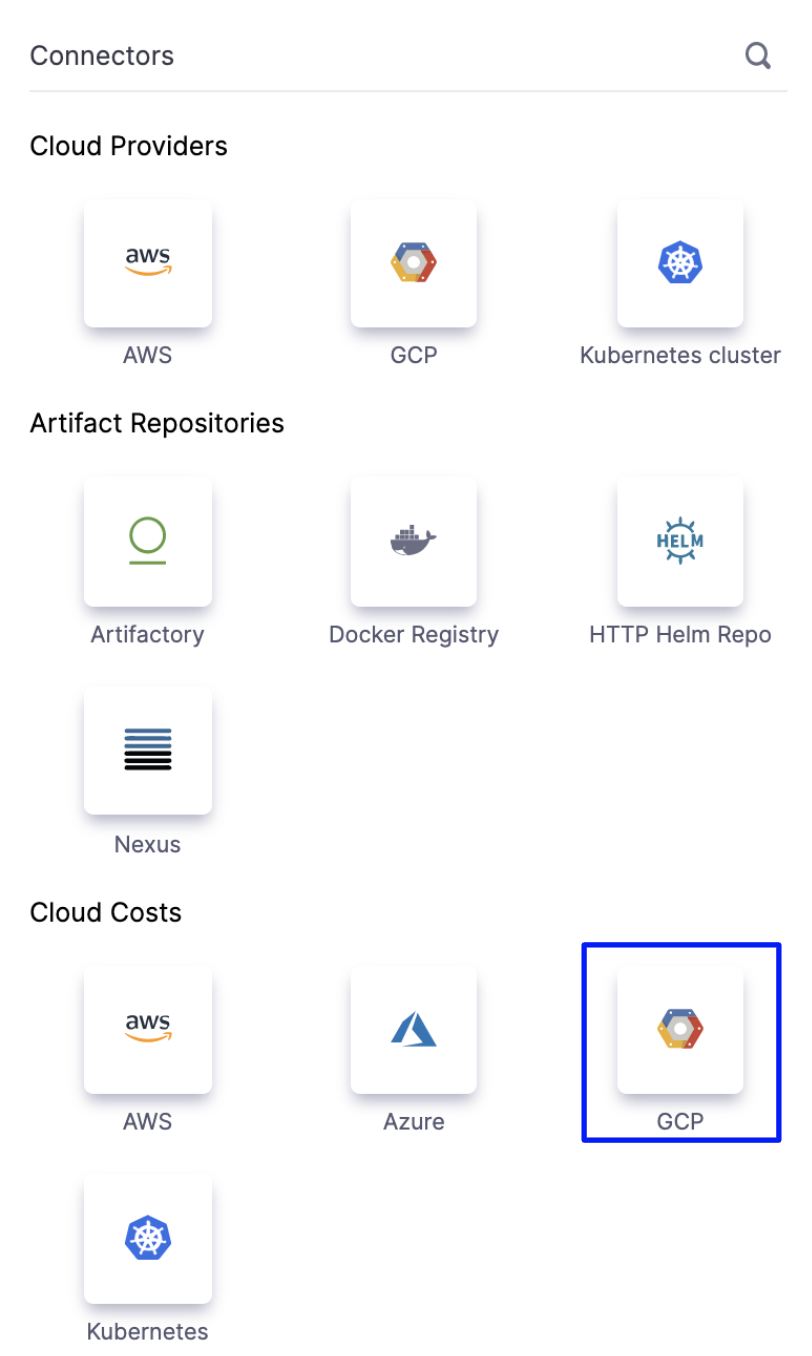 Connectors
Cloud Providers
aws
AWS
GCP
Kubernetes cluster
Artifact Repositories
HELM
Artifactory
Docker Registry
HTTP Helm Repo
Nexus
Cloud Costs
aws
AWS
Azure
GCP
Kubernetes